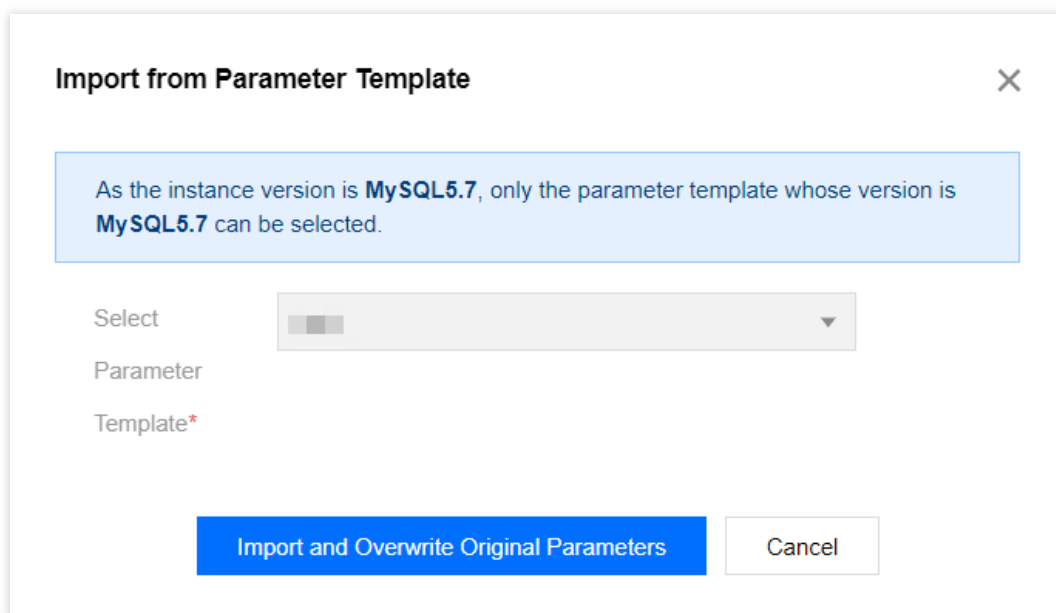 Import from Parameter Template
As the instance version is MySQL5.7, only the parameter template whose version is
MySQL5.7 can be selected.
Select
Parameter
Template*
Import and Overwrite Original Parameters
Cancel